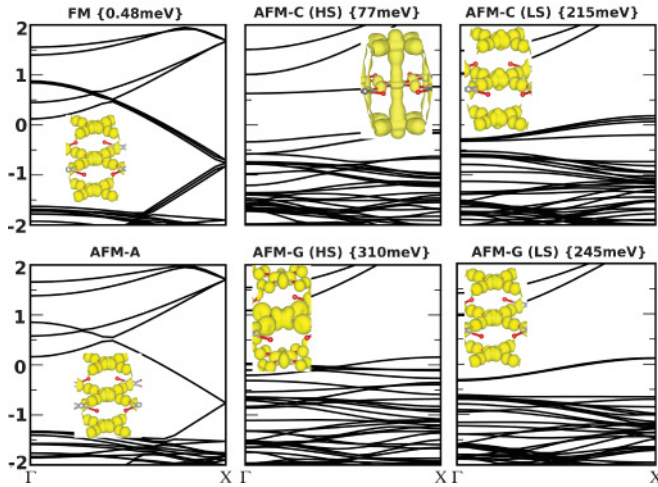 FM {0.48meV}
AFM-C (HS) {77meV}
AFM-C (LS) {215meV}
2
1
0
-1
-2
AFM-A
AFM-G (HS) {310meV}
AFM-G (LS) {245meV}
2
1
0
-1
-2
Γ
X
Γ
X
Γ
X